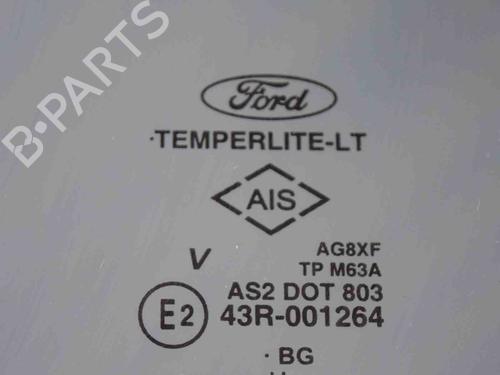 B-PARTS
Ford
·TEMPERLITE-LT
AIS
V
AG8XF
TP M63A
AS2 DOT 803
E2 43R-001264
· BG